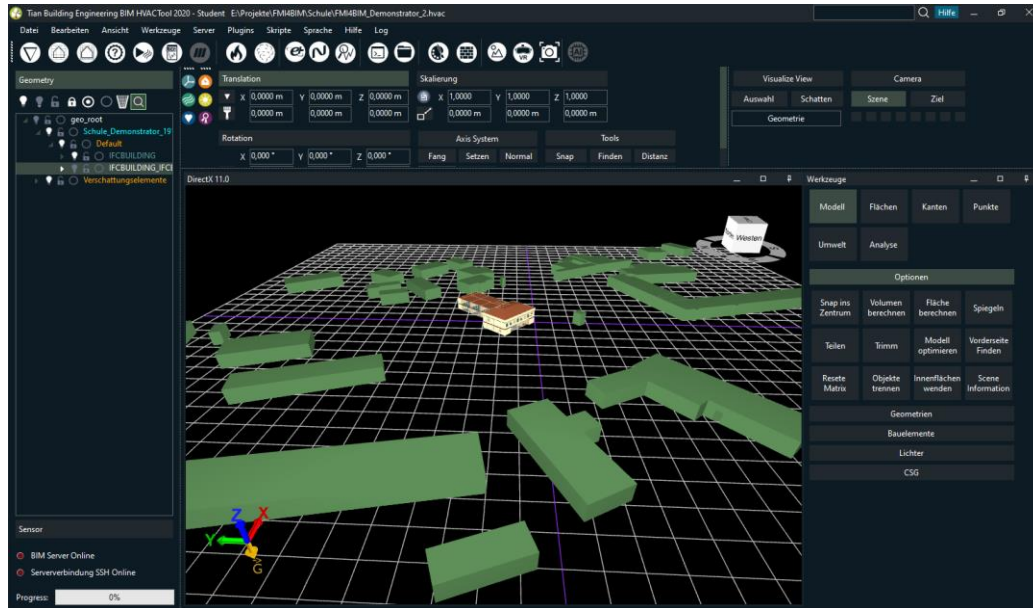 Tian Building Engineering BIM HVACTool 2020 - Student E:\Projekte\FMI4BIM\Schule\FMI4BIM_Demonstrator_2.hvac
Hilfe
Datei Bearbeiten Ansicht Werkzeuge Server Plugins Skripte Sprache Hilfe Log
VR
Geometry
geo_root
Schule_Demonstrator_19
Default
IFCBUILDING
IFCBUILDING_IFCI
Verschattungselemente
Translation
X 0,0000 m Y 0,0000 m Z 0,0000 m
0,0000 m 0,0000 m 0,0000 m
Skalierung
X 1,0000 Y 1,0000 Z 1,0000
0,0000 m 0,0000 m 0,0000 m
Rotation
X 0,000 ° Y 0,000 ° Z 0,000 °
Axis System
Fang Setzen Normal
Tools
Snap Finden Distanz
Visualize View
Auswahl Schatten
Geometrie
Camera
Szene Ziel
DirectX 11.0
Westen
Z X
Y
G
Werkzeuge
Modell Flächen Kanten Punkte
Umwelt Analyse
Optionen
Snap ins Zentrum
Volumen berechnen
Fläche berechnen
Spiegeln
Teilen
Trimm
Modell optimieren
Vorderseite Finden
Resete Matrix
Objekte trennen
Innenflächen wenden
Scene Information
Geometrien
Bauelemente
Lichter
CSG
Sensor
BIM Server Online
Serververbindung SSH Online
Progress: 0%